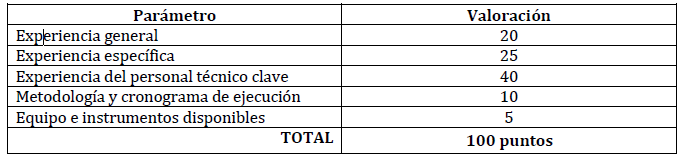 Parámetro Valoración
Experiencia general 20
Experiencia específica 25
Experiencia del personal técnico clave 40
Metodología y cronograma de ejecución 10
Equipo e instrumentos disponibles 5
TOTAL 100 puntos